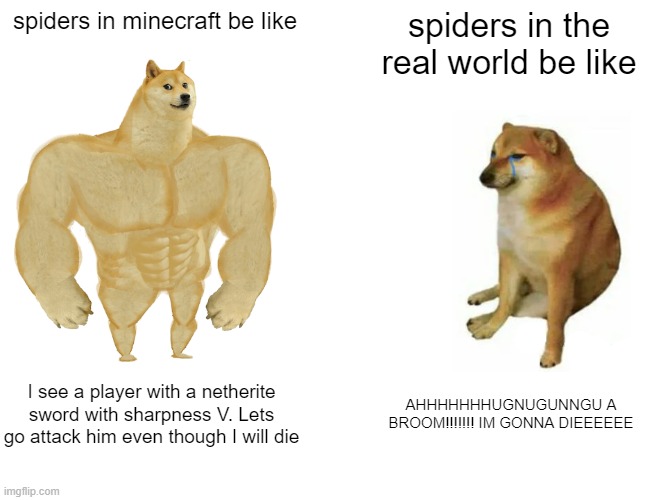 spiders in minecraft be like
spiders in the
real world be like
I see a player with a netherite
sword with sharpness V. Lets
go attack him even though I will die
AHHHHHHHUGNUGUNNGU A
BROOM!!!!!!! IM GONNA DIEEEEEE
imgflip.com